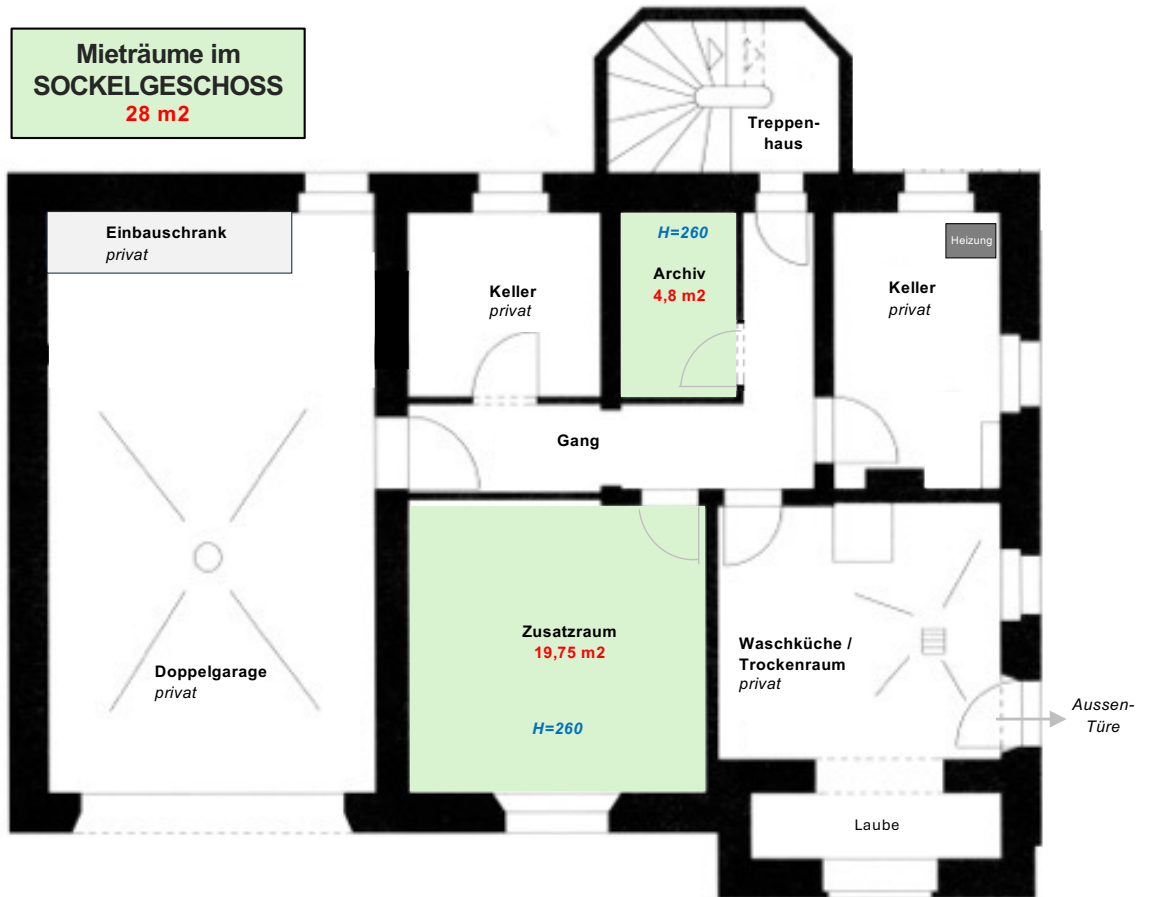 Mieträume im
SOCKELGESCHOSS
28 m2
Treppen-
haus
Einbauschrank
privat
H=260
Archiv
4,8 m2
Heizung
Keller
privat
Keller
privat
Gang
Zusatzraum
19,75 m2
H=260
Waschküche /
Trockenraum
privat
Doppelgarage
privat
Aussen-
Türe
Laube